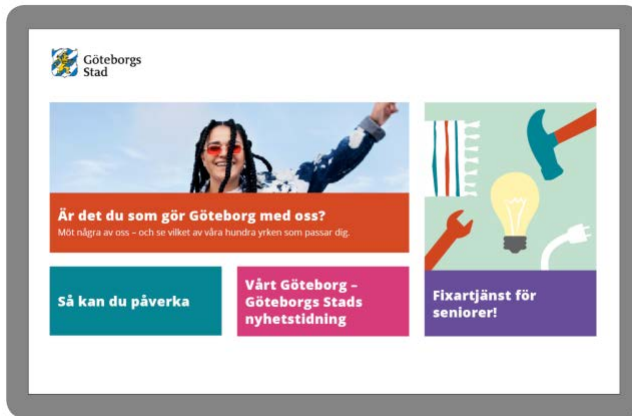 Göteborgs
Stad
Är det du som gör Göteborg med oss?
Möt några av oss – och se vilket av våra hundra yrken som passar dig.
Så kan du påverka
Vårt Göteborg –
Göteborgs Stads
nyhetstidning
Fixartjänst för
seniorer!